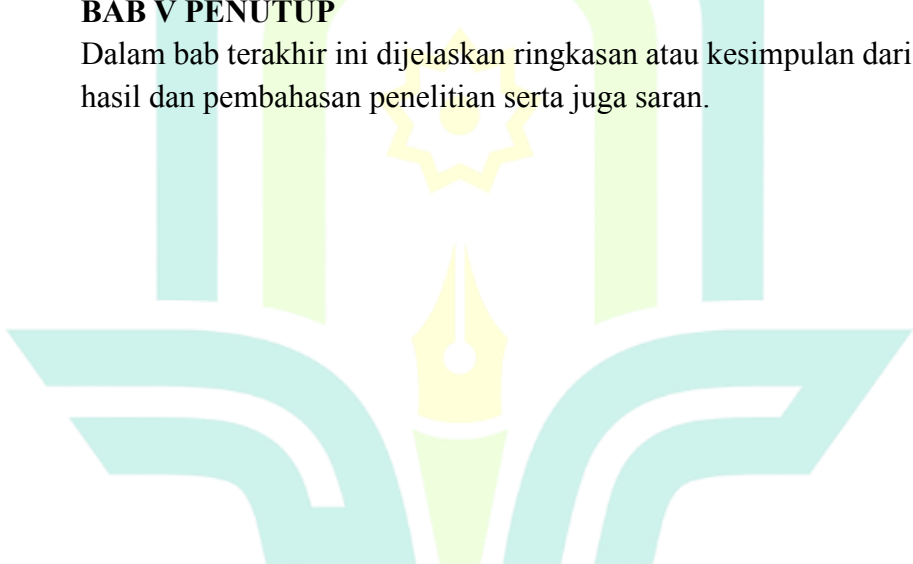 BAB V PENUTUP
Dalam bab terakhir ini dijelaskan ringkasan atau kesimpulan dari
hasil dan pembahasan penelitian serta juga saran.